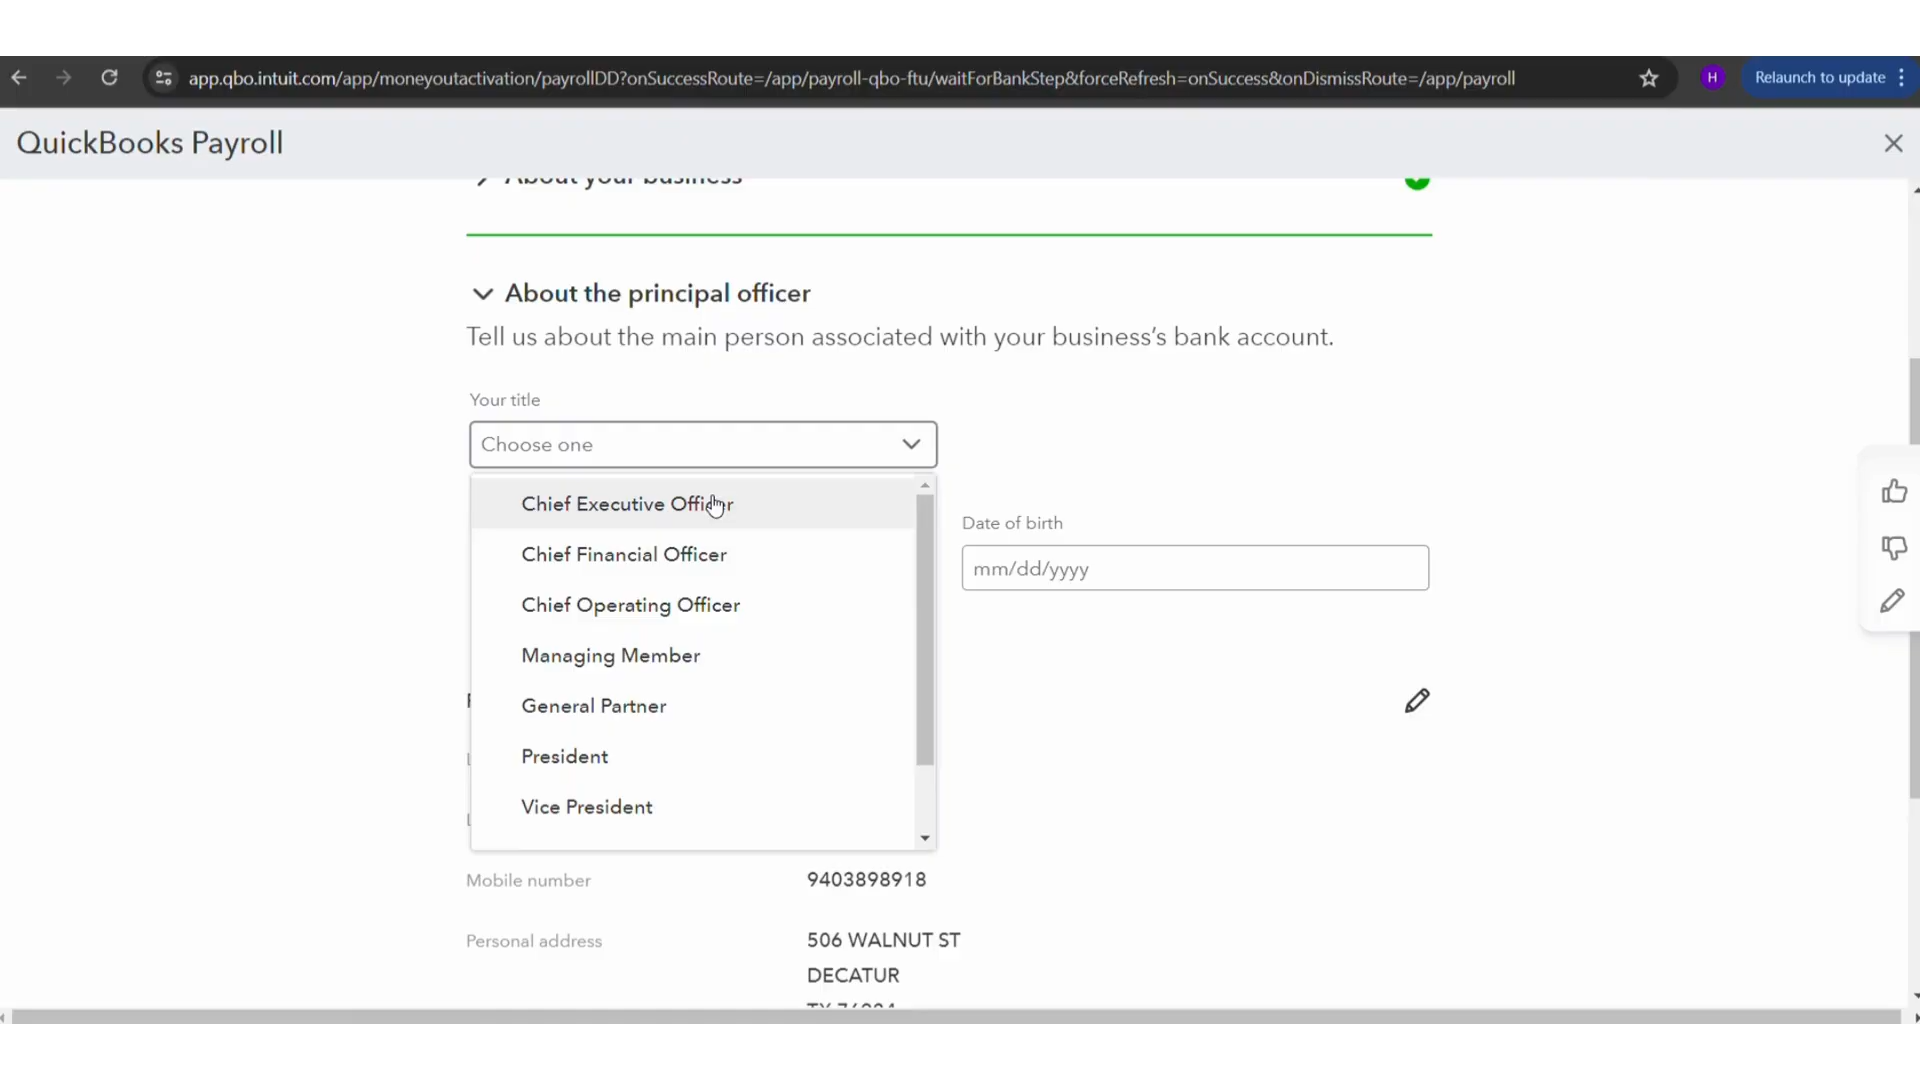 app.qbo.intuit.com/app/moneyoutactivation/payrollDD?onSuccessRoute=/app/payroll-qbo-ftu/waitForBankStep&forceRefresh=onSuccess&onDismissRoute=/app/payroll
H
Relaunch to update
QuickBooks Payroll
About your business
About the principal officer
Tell us about the main person associated with your business's bank account.
Your title
Choose one
Chief Executive Officer
Date of birth
Chief Financial Officer
mm/dd/yyyy
Chief Operating Officer
Managing Member
General Partner
President
Vice President
Mobile number 9403898918
Personal address 506 WALNUT ST
DECATUR